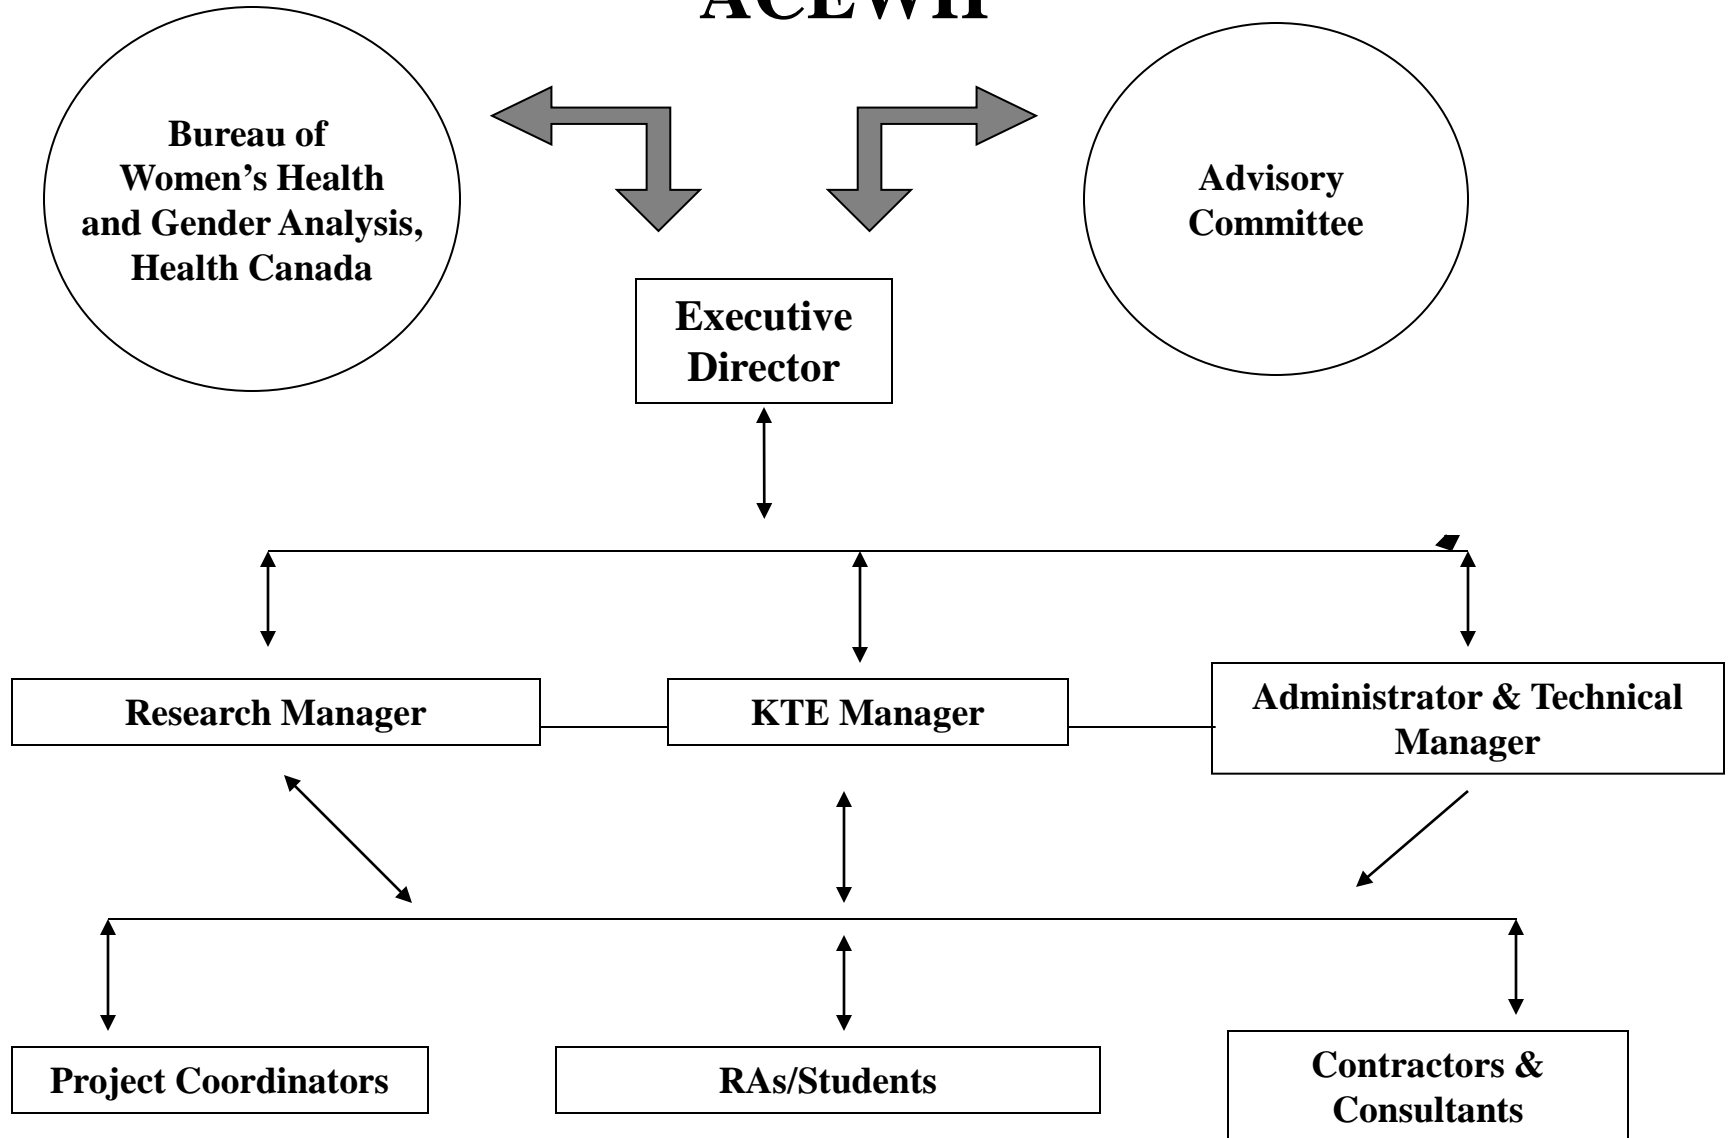 ACEWH
Bureau of
Women’s Health
and Gender Analysis,
Health Canada
Advisory
Committee
Executive
Director
Research Manager
KTE Manager
Administrator & Technical
Manager
Project Coordinators
RAs/Students
Contractors &
Consultants